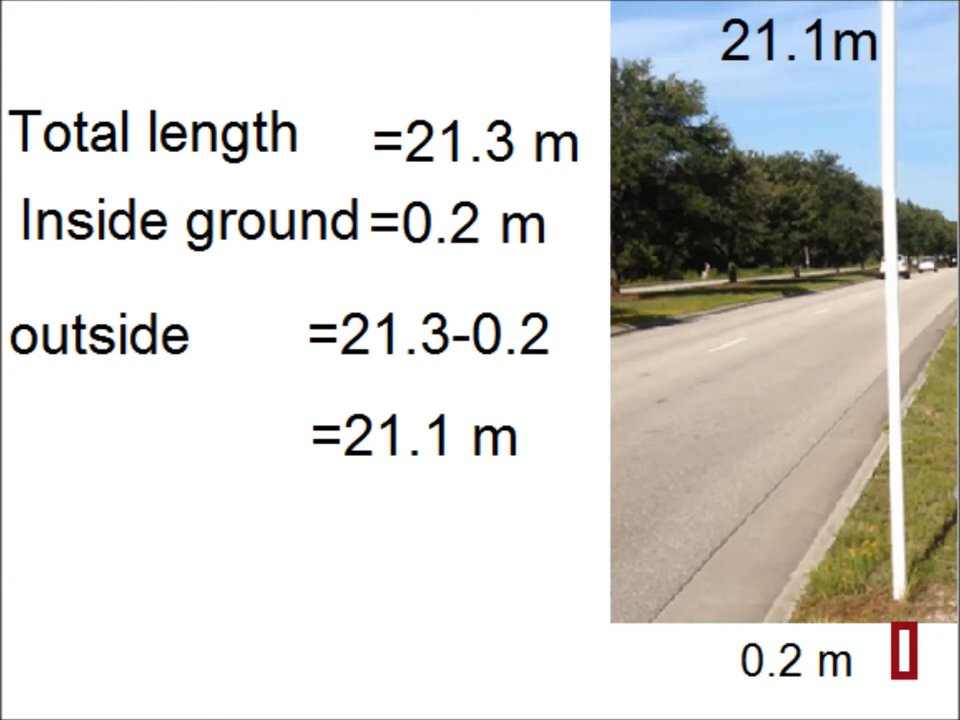 21.1m
Total length =21.3 m
Inside ground =0.2 m
outside =21.3-0.2
=21.1 m
0.2 m